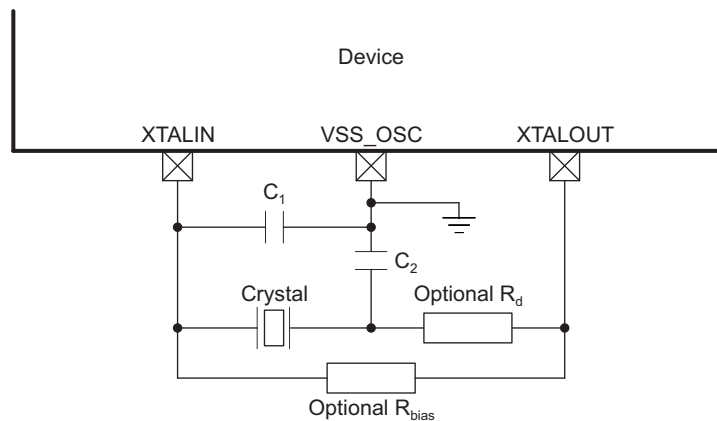 Device
XTALIN
VSS_OSC
XTALOUT
C1
C2
Crystal
Optional Rd
Optional Rbias